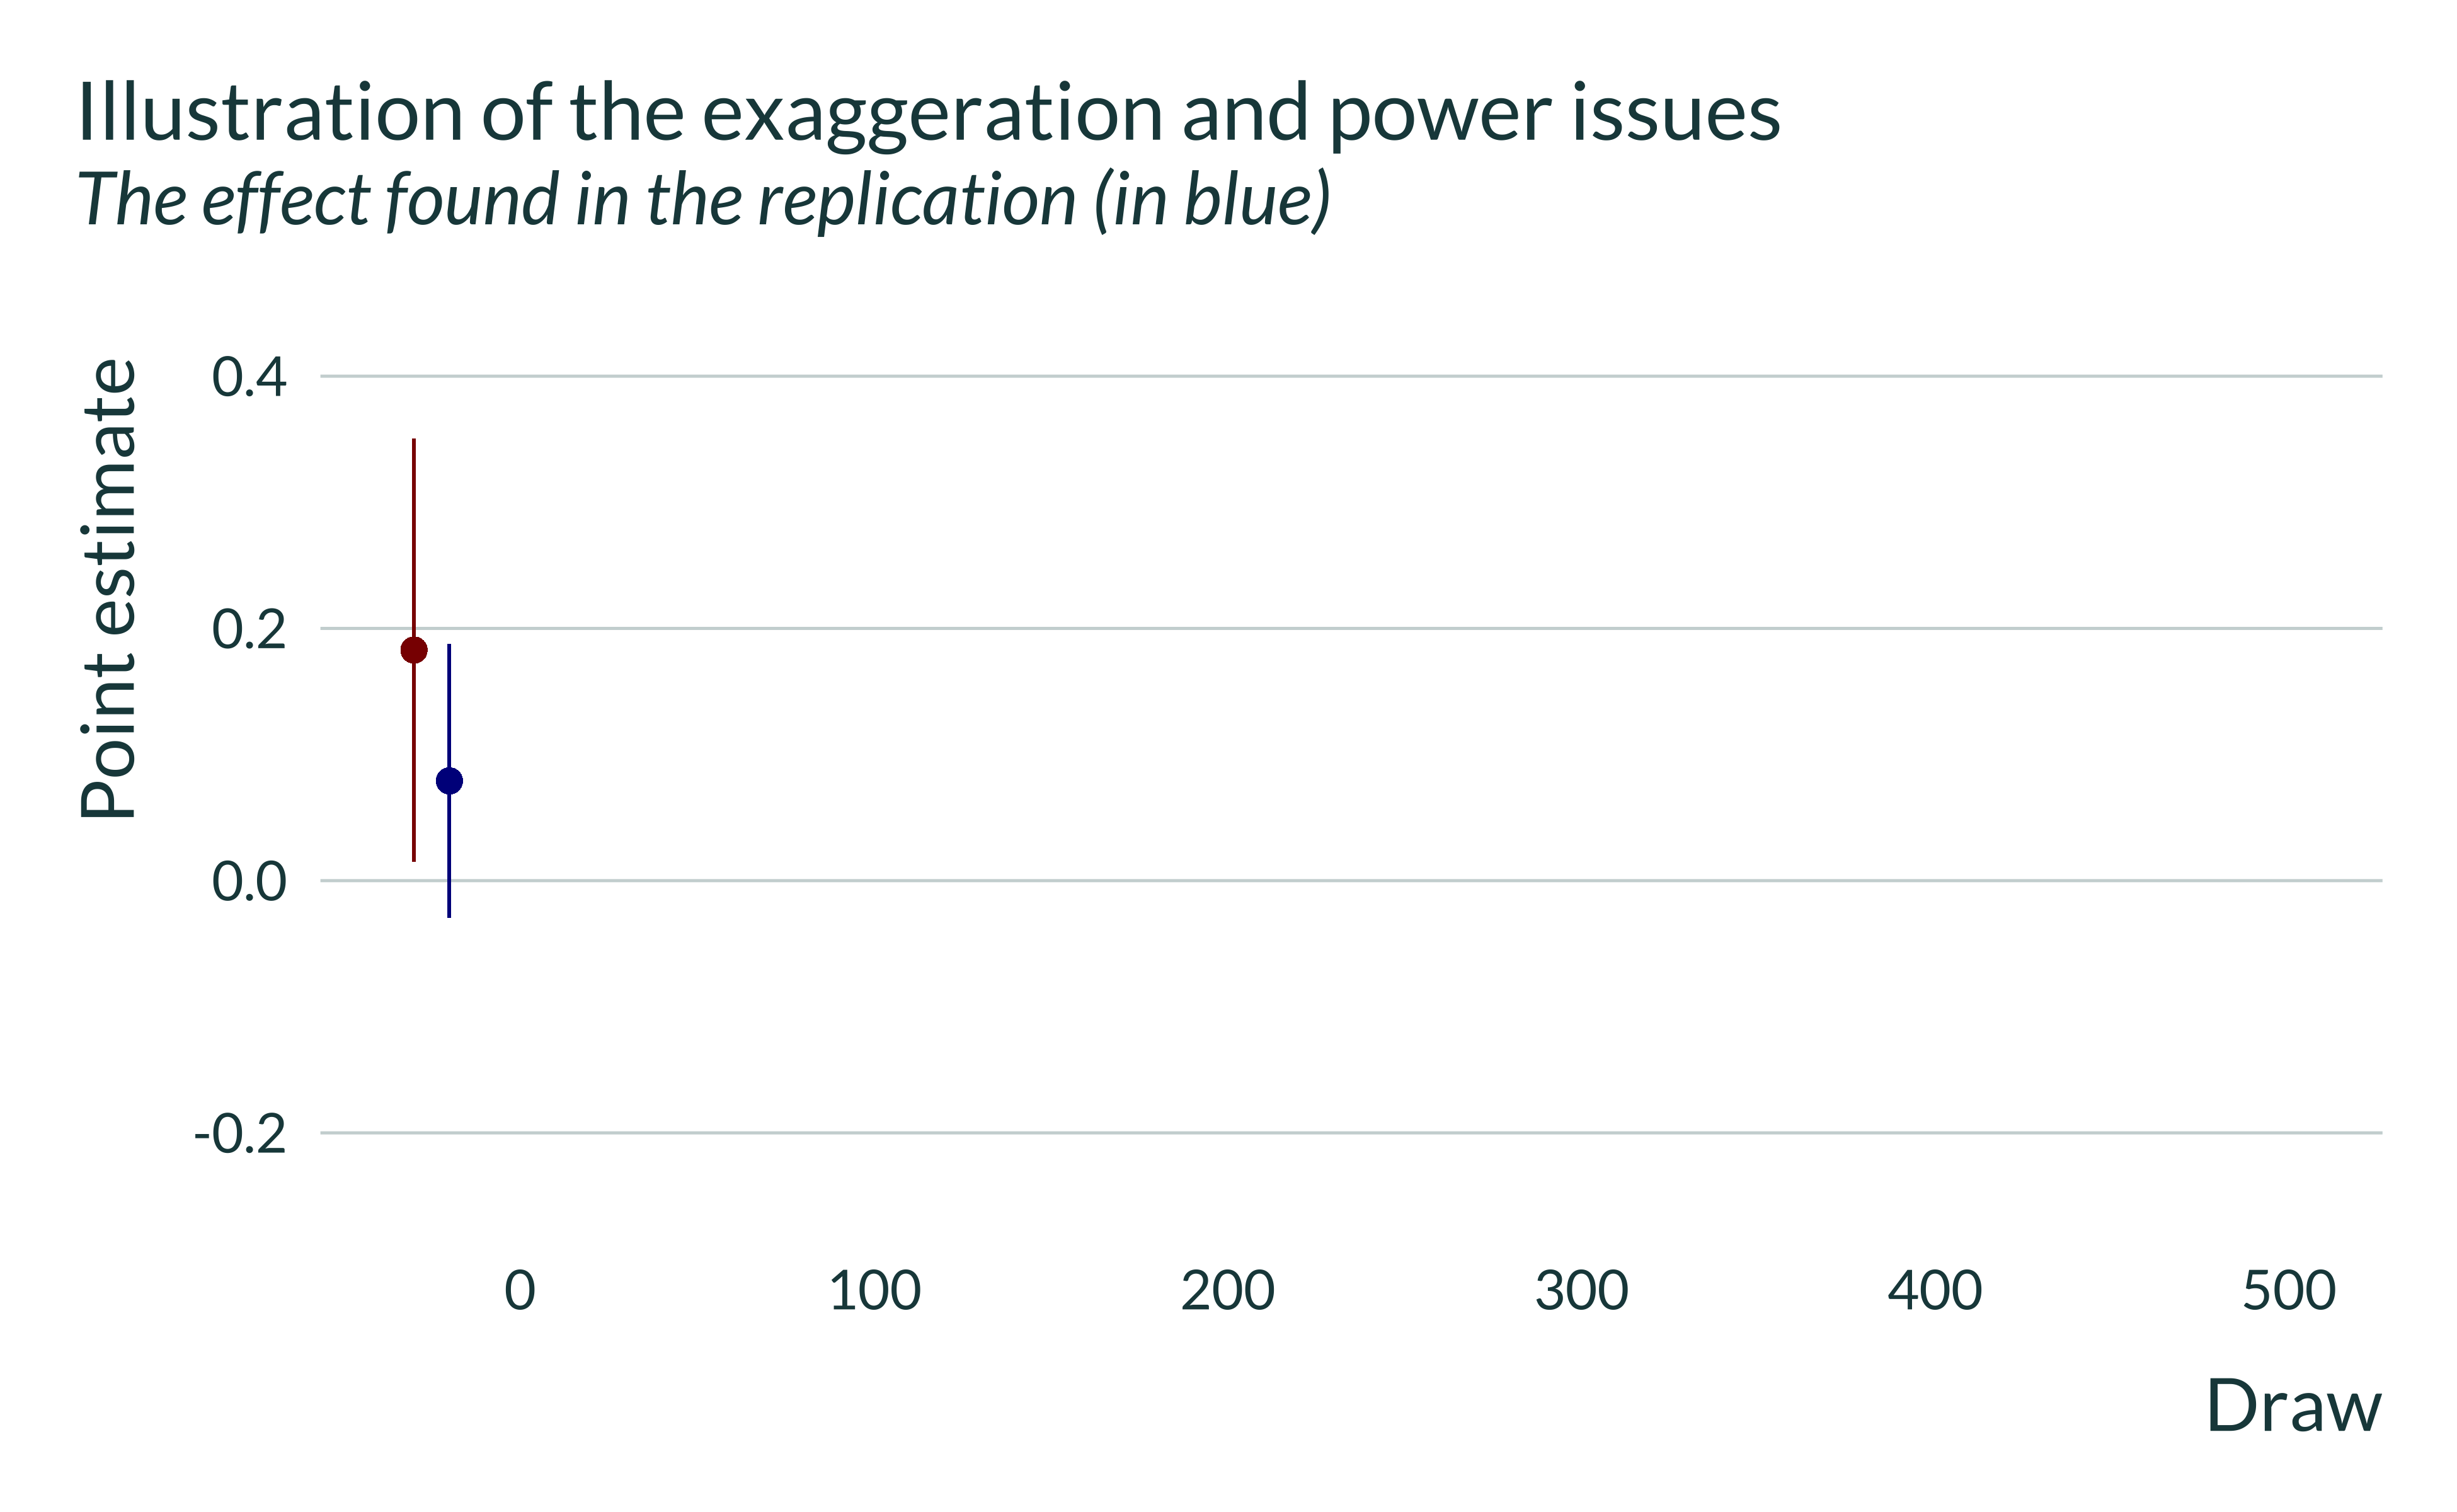 Illustration of the exaggeration and power issues
The effect found in the replication (in blue)
Point estimate
0.4
0.2
0.0
-0.2
0 100 200 300 400 500
Draw